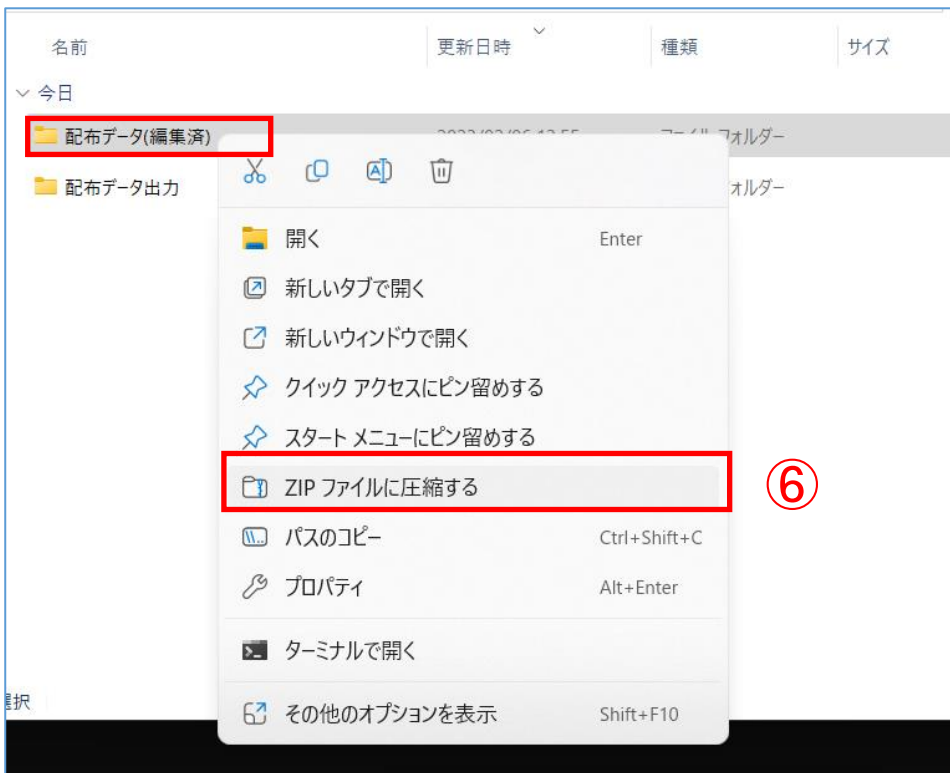 名前 更新日時 種類 サイズ
今日
配布データ(編集済)
配布データ出力 ォルダー
開く Enter
新しいタブで開く
新しいウィンドウで開く
クイック アクセスにピン留めする
スタート メニューにピン留めする
ZIP ファイルに圧縮する ⑥
パスのコピー Ctrl+Shift+C
プロパティ Alt+Enter
ターミナルで開く
選択
その他のオプションを表示 Shift+F10